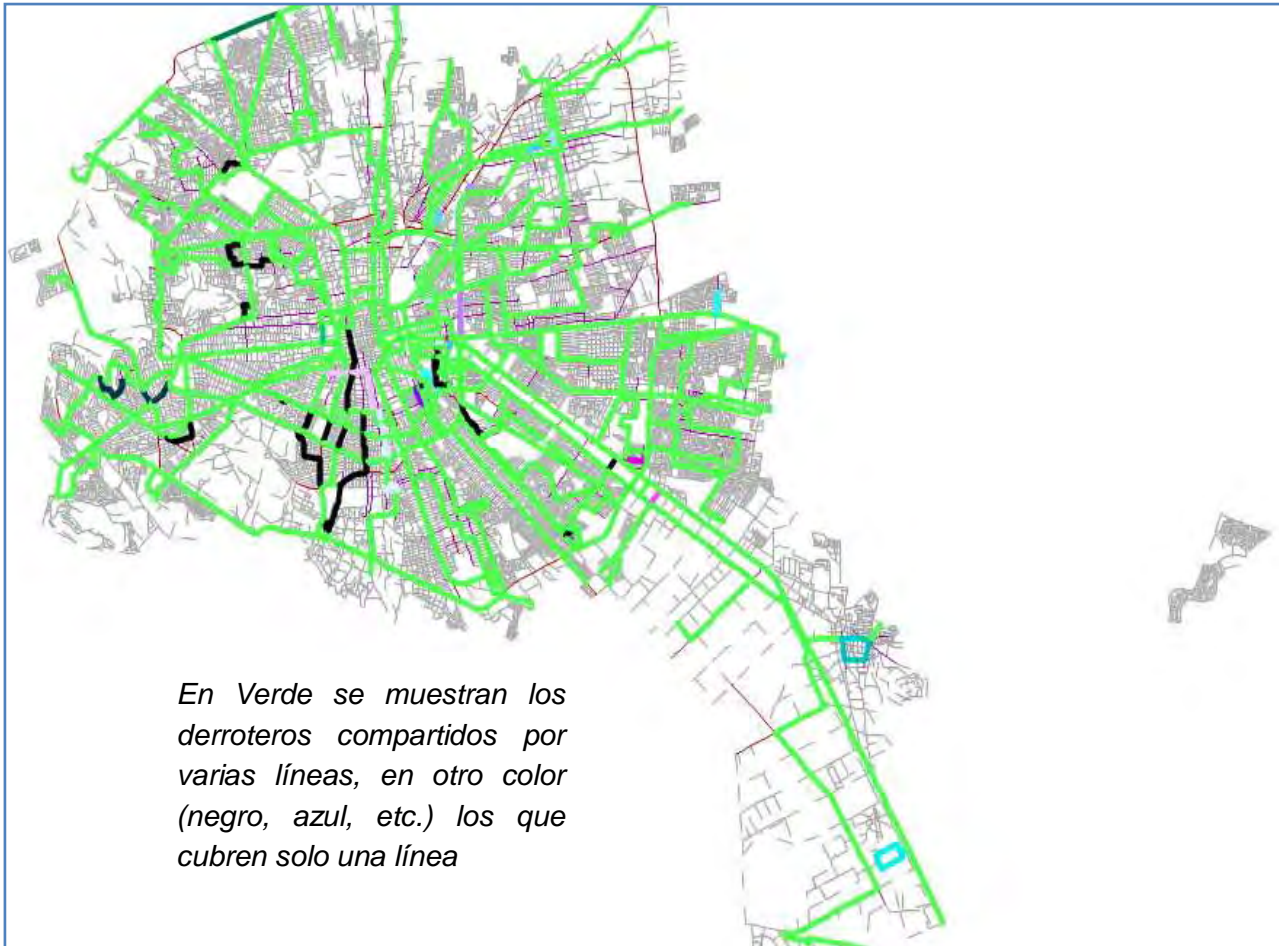 En Verde se muestran los
derroteros compartidos por
varias líneas, en otro color
(negro, azul, etc.) los que
cubren solo una línea